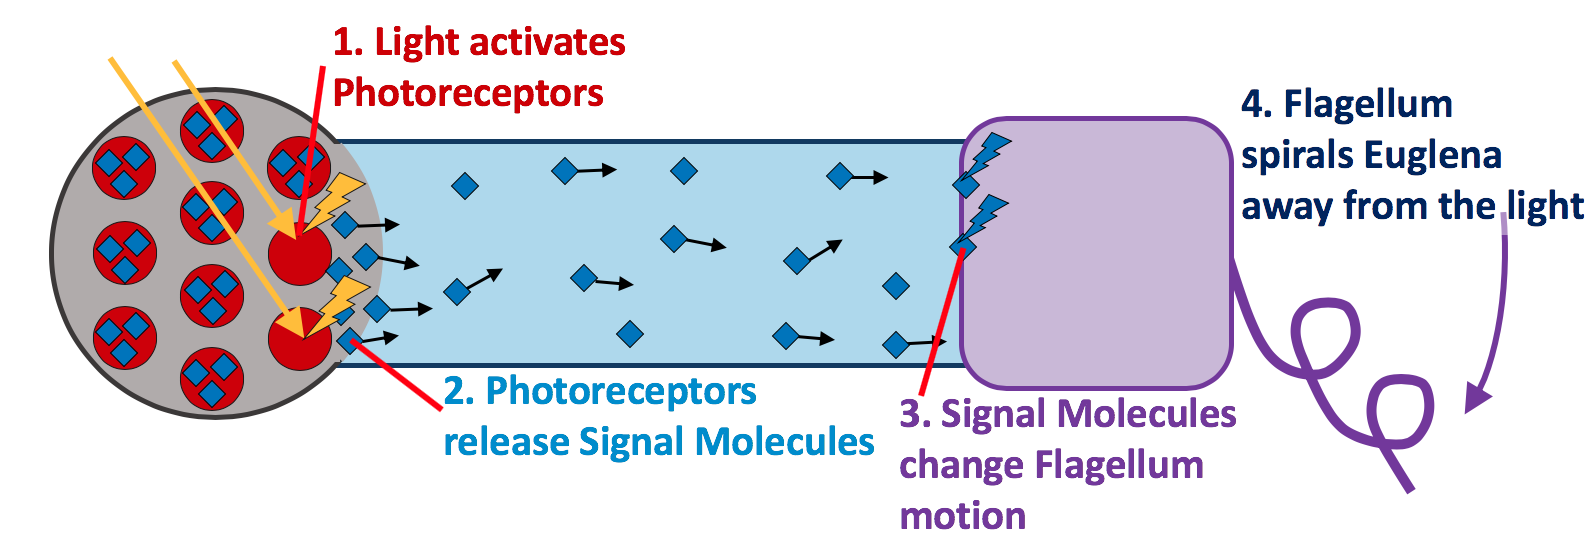 1. Light activates
Photoreceptors
2. Photoreceptors
release Signal Molecules
3. Signal Molecules
change Flagellum
motion
4. Flagellum
spirals Euglena
away from the light